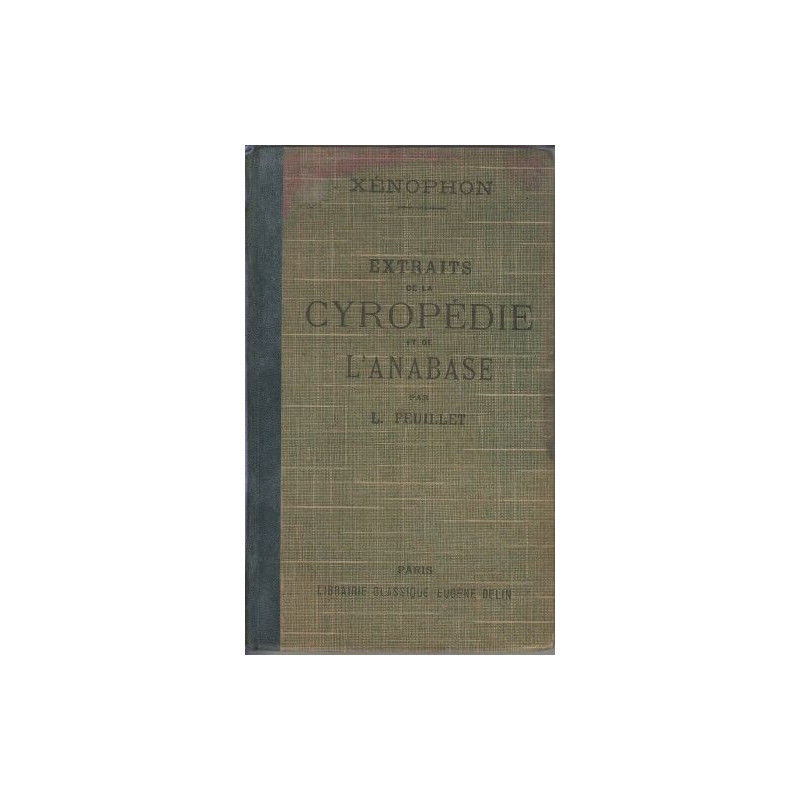 XÉNOPHON
EXTRAITS
DE LA
CYROPÉDIE
ET DE
L'ANABASE
PAR
L. FEUILLET
PARIS
LIBRAIRIE CLASSIQUE EUGÈNE BELIN